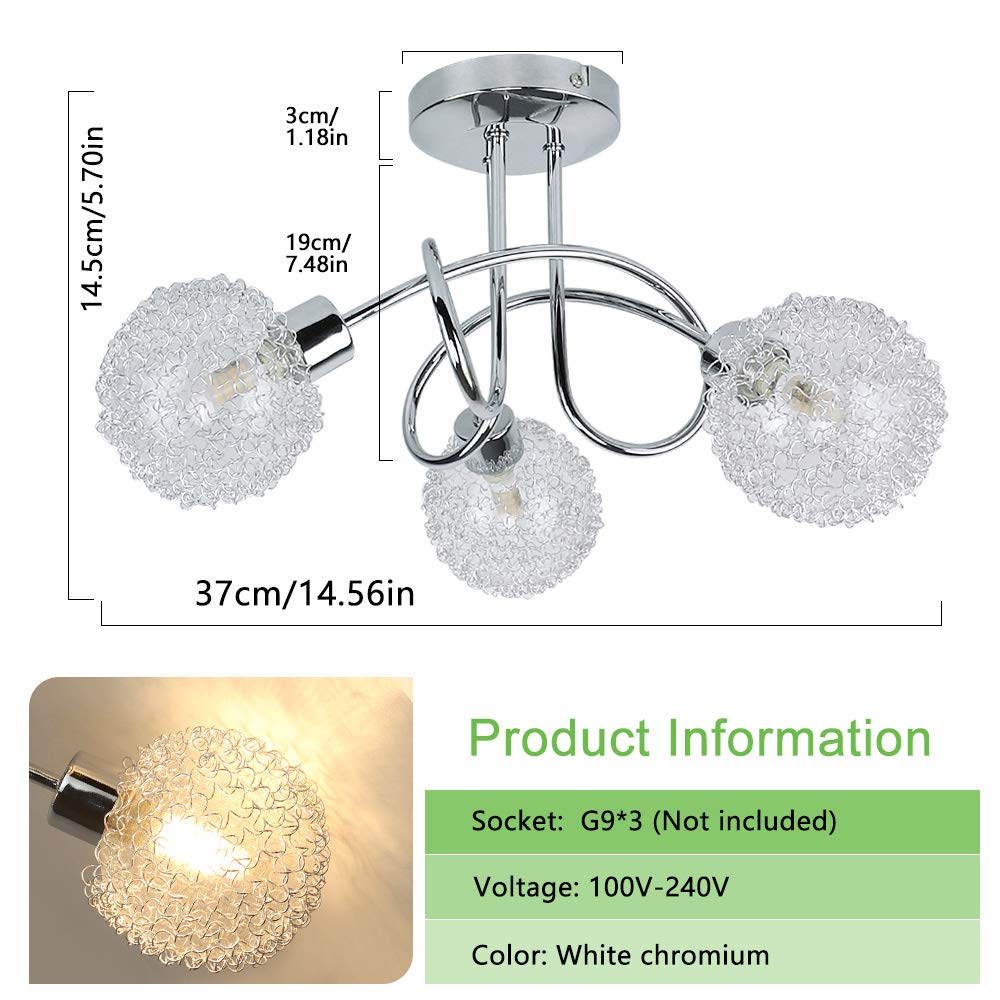 3cm/
1.18in
14.5cm/5.70in
19cm/
7.48in
37cm/14.56in
Product Information
Socket: G9*3 (Not included)
Voltage: 100V-240V
Color: White chromium